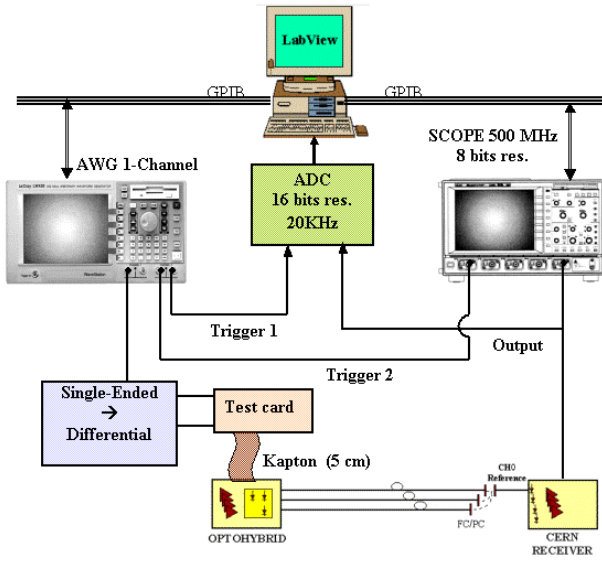 LabView
GPIB
GPIB
SCOPE 500 MHz
8 bits res.
AWG 1-Channel
ADC
16 bits res.
20KHz
Trigger 1
Output
Trigger 2
Single-Ended
→
Differential
Test card
Kapton (5 cm)
CH0
Reference
FC/PC
OPTOHYBRID
CERN
RECEIVER